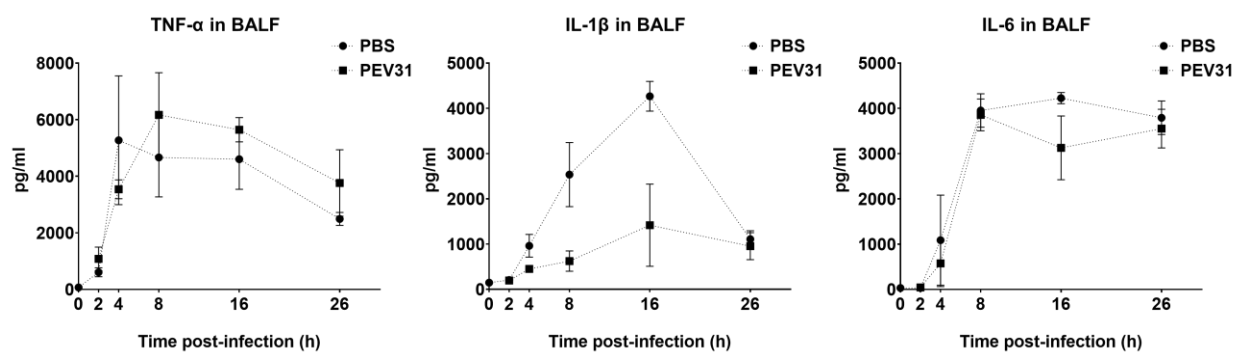 TNF-α in BALF
PBS
PEV31
8000
6000
4000
2000
0
pg/ml
0 2 4 8 16 26
Time post-infection (h)
IL-1β in BALF
PBS
PEV31
5000
4000
3000
2000
1000
0
pg/ml
0 2 4 8 16 26
Time post-infection (h)
IL-6 in BALF
PBS
PEV31
5000
4000
3000
2000
1000
0
pg/ml
0 2 4 8 16 26
Time post-infection (h)